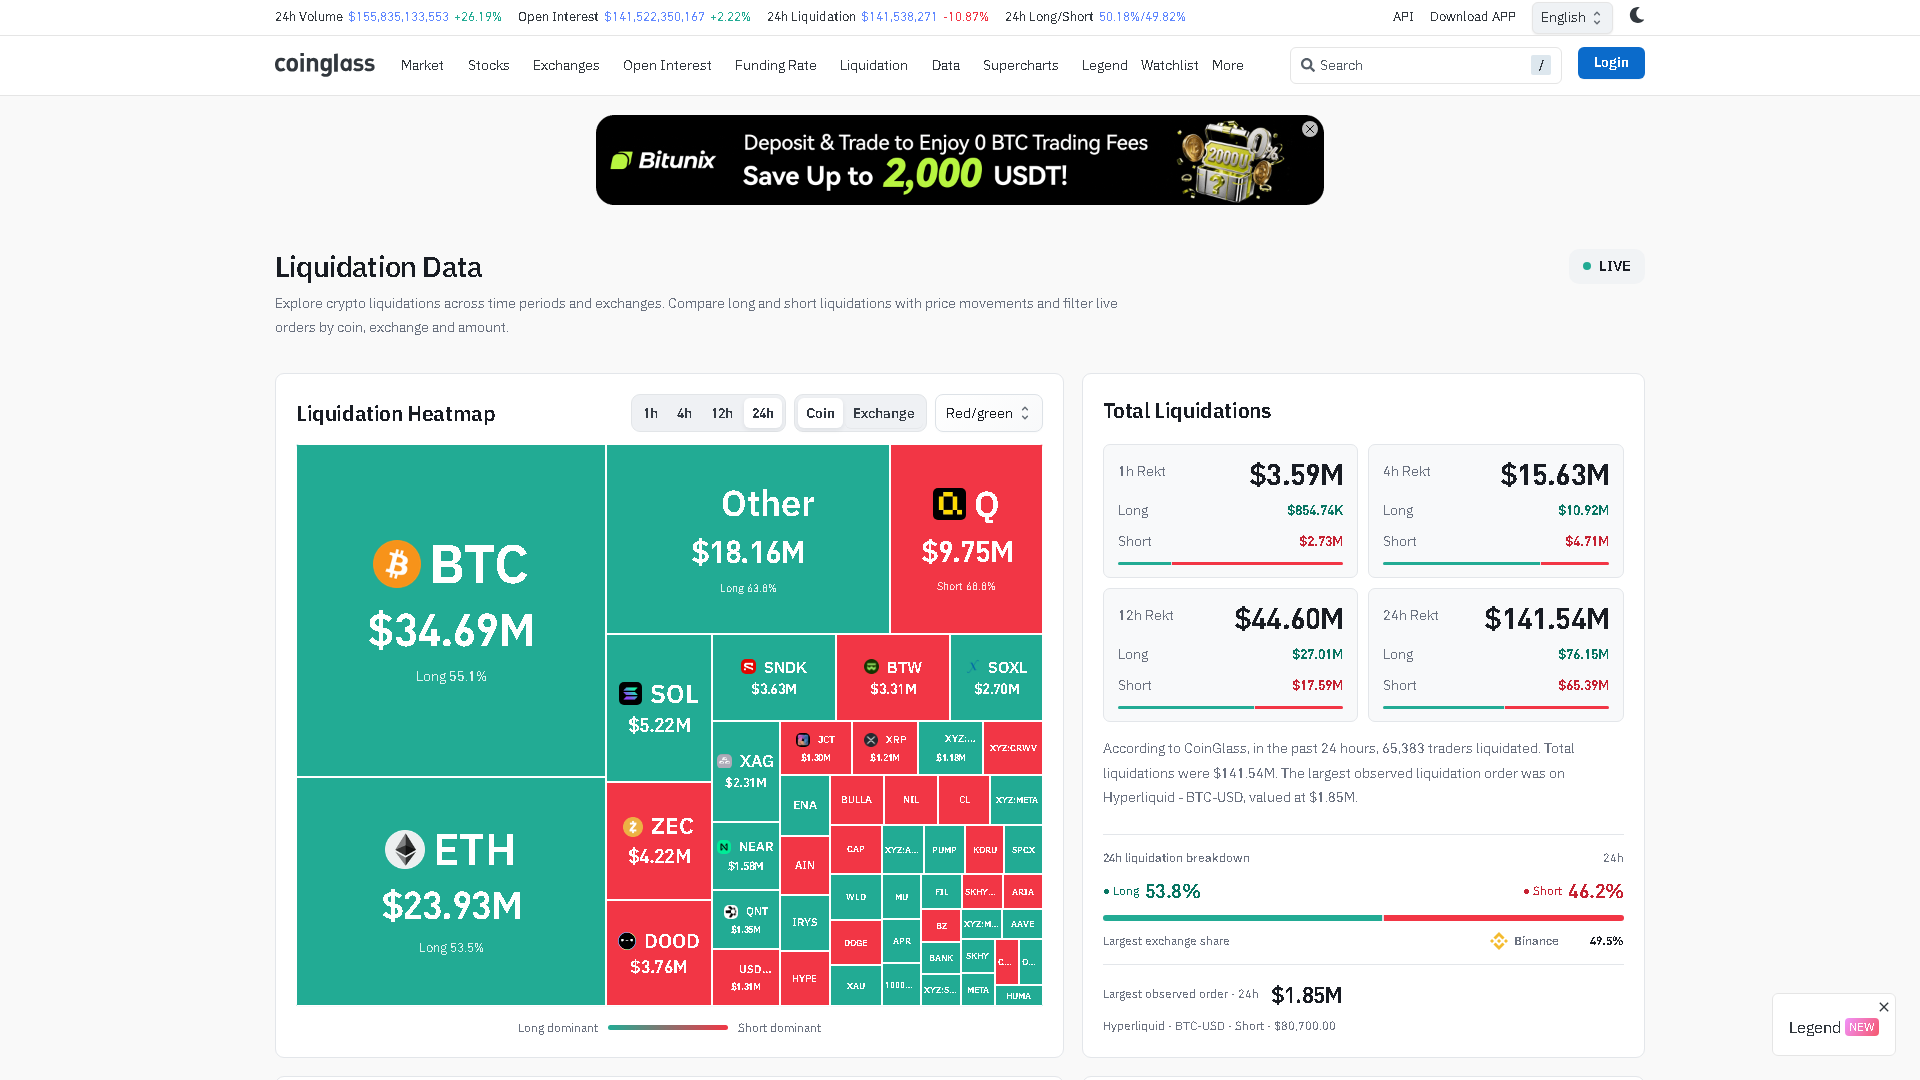 24h Volume $155,835,133,553 +26.19% Open Interest $141,522,350,167 +2.22% 24h Liquidation $141,538,271 -10.87% 24h Long/Short 50.18%/49.82% API Download APP English
coinglass Market Stocks Exchanges Open Interest Funding Rate Liquidation Data Supercharts Legend Watchlist More Search / Login
Bitunix Deposit & Trade to Enjoy 0 BTC Trading Fees
Save Up to 2,000 USDT!
Liquidation Data
LIVE
Explore crypto liquidations across time periods and exchanges. Compare long and short liquidations with price movements and filter live
orders by coin, exchange and amount.
Liquidation Heatmap 1h 4h 12h 24h Coin Exchange Red/green
BTC
$34.69M
Long 55.1%
ETH
$23.93M
Long 53.5%
Other
$18.16M
Long 63.8%
Q
$9.75M
Short 68.8%
SOL
$5.22M
ZEC
$4.22M
DOOD
$3.76M
SNDK
$3.63M
BTW
$3.31M
SOXL
$2.70M
XAG
$2.31M
NEAR
$1.58M
QNT
$1.35M
USD...
$1.31M
JCT
$1.30M
XRP
$1.21M
XYZ:...
$1.18M
XYZ:CRWV
ENA
AIN
IRYS
HYPE
BULLA
NIL
CL
XYZ:META
CAP
XYZ:A...
PUMP
KORU
SPCX
WLD
MU
FIL
SKHY...
ARIA
DOGE
APR
BZ
XYZ:M...
AAVE
XAU
1000...
BANK
SKHY
C...
O...
XYZ:S...
META
HUMA
Long dominant Short dominant
Total Liquidations
1h Rekt $3.59M
Long $854.74K
Short $2.73M
4h Rekt $15.63M
Long $10.92M
Short $4.71M
12h Rekt $44.60M
Long $27.01M
Short $17.59M
24h Rekt $141.54M
Long $76.15M
Short $65.39M
According to CoinGlass, in the past 24 hours, 65,383 traders liquidated. Total
liquidations were $141.54M. The largest observed liquidation order was on
Hyperliquid - BTC-USD, valued at $1.85M.
24h liquidation breakdown 24h
Long 53.8% Short 46.2%
Largest exchange share Binance 49.5%
Largest observed order · 24h $1.85M
Hyperliquid · BTC-USD · Short · $80,700.00
Legend NEW